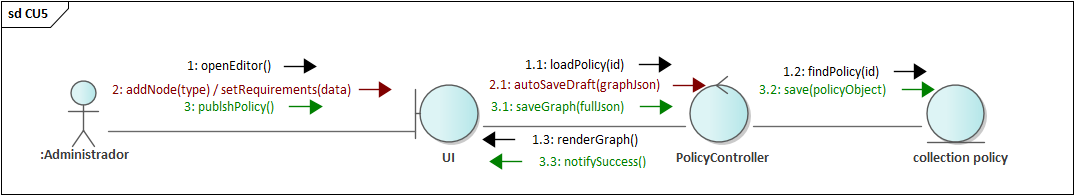 sd CU5
1: openEditor()
2: addNode(type) / setRequirements(data)
3: publshPolicy()
1.1: loadPolicy(id)
2.1: autoSaveDraft(graphJson)
3.1: saveGraph(fullJson)
1.2: findPolicy(id)
3.2: save(policyObject)
1.3: renderGraph()
3.3: notifySuccess()
:Administrador
UI
PolicyController
collection policy